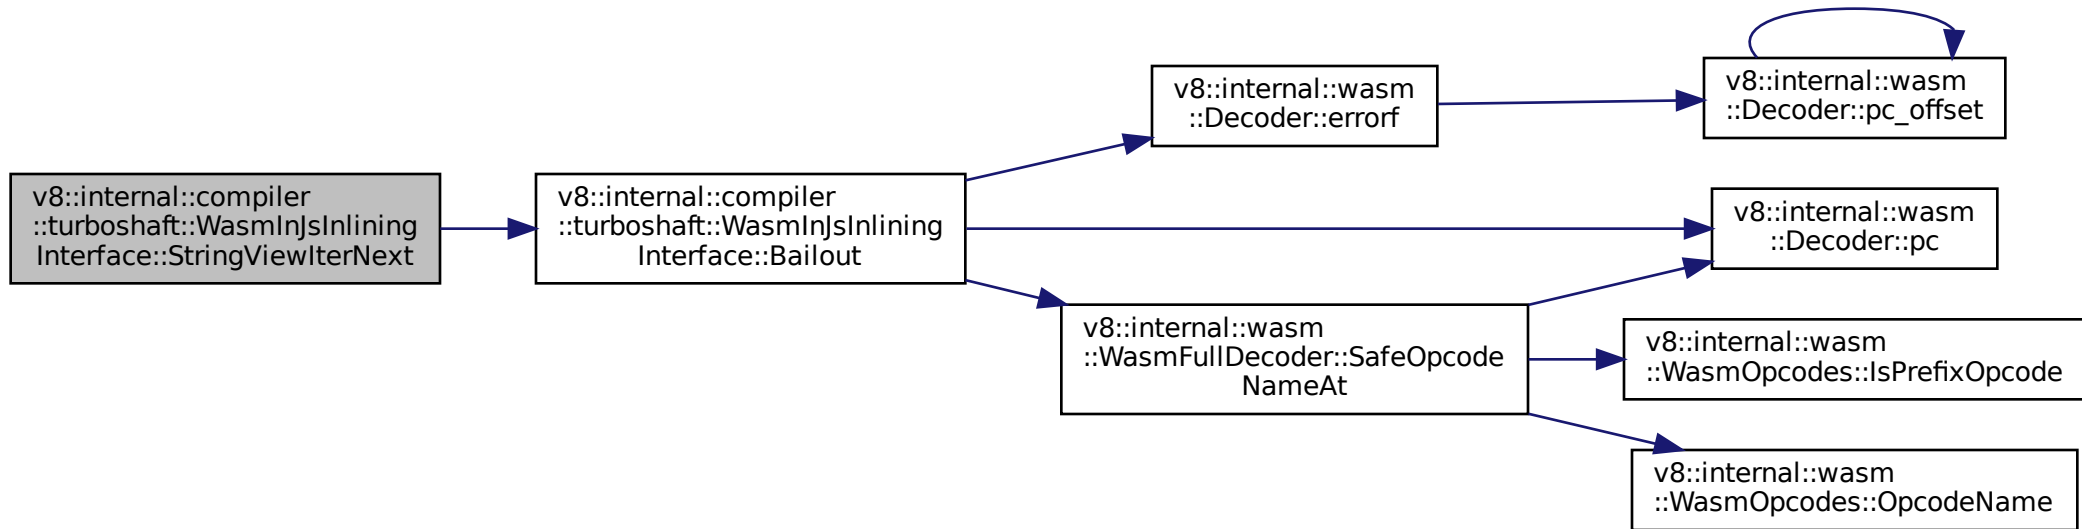 v8::internal::compiler
::turboshaft::WasmInJsInlining
Interface::StringViewIterNext
v8::internal::compiler
::turboshaft::WasmInJsInlining
Interface::Bailout
v8::internal::wasm
::Decoder::errorf
v8::internal::wasm
::Decoder::pc_offset
v8::internal::wasm
::Decoder::pc
v8::internal::wasm
::WasmFullDecoder::SafeOpcode
NameAt
v8::internal::wasm
::WasmOpcodes::IsPrefixOpcode
v8::internal::wasm
::WasmOpcodes::OpcodeName